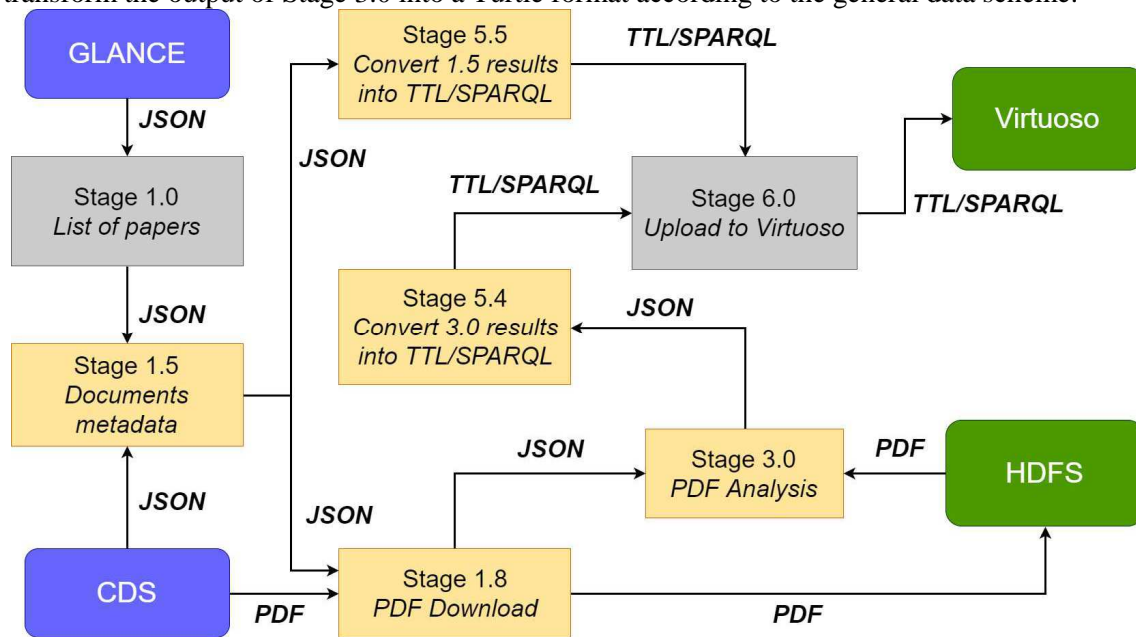 transform the output of Stage 3.0 into a Turtle format according to the general data scheme.
GLANCE
JSON
Stage 1.0
List of papers
JSON
Stage 1.5
Documents
metadata
JSON
CDS
PDF
Stage 5.5
Convert 1.5 results
into TTL/SPARQL
TTL/SPARQL
JSON
TTL/SPARQL
Stage 6.0
Upload to Virtuoso
TTL/SPARQL
Virtuoso
Stage 5.4
Convert 3.0 results
into TTL/SPARQL
JSON
JSON
Stage 3.0
PDF Analysis
PDF
HDFS
JSON
Stage 1.8
PDF Download
PDF